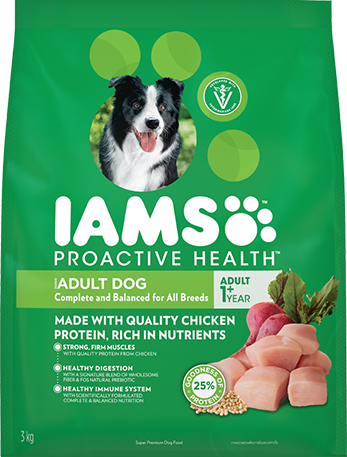 IAMS™
PROACTIVE HEALTH™
ADULT DOG
Complete and Balanced for All Breeds
ADULT
1+
YEAR
MADE WITH QUALITY CHICKEN
PROTEIN, RICH IN NUTRIENTS
STRONG, FIRM MUSCLES
WITH QUALITY PROTEIN FROM CHICKEN
HEALTHY DIGESTION
WITH A SIGNATURE BLEND OF WHOLESOME
FIBER & FOS NATURAL PREBIOTIC
HEALTHY IMMUNE SYSTEM
WITH SCIENTIFICALLY FORMULATED
COMPLETE & BALANCED NUTRITION
GOODNESS OF
25%
PROTEIN
3 kg
Super Premium Dog Food